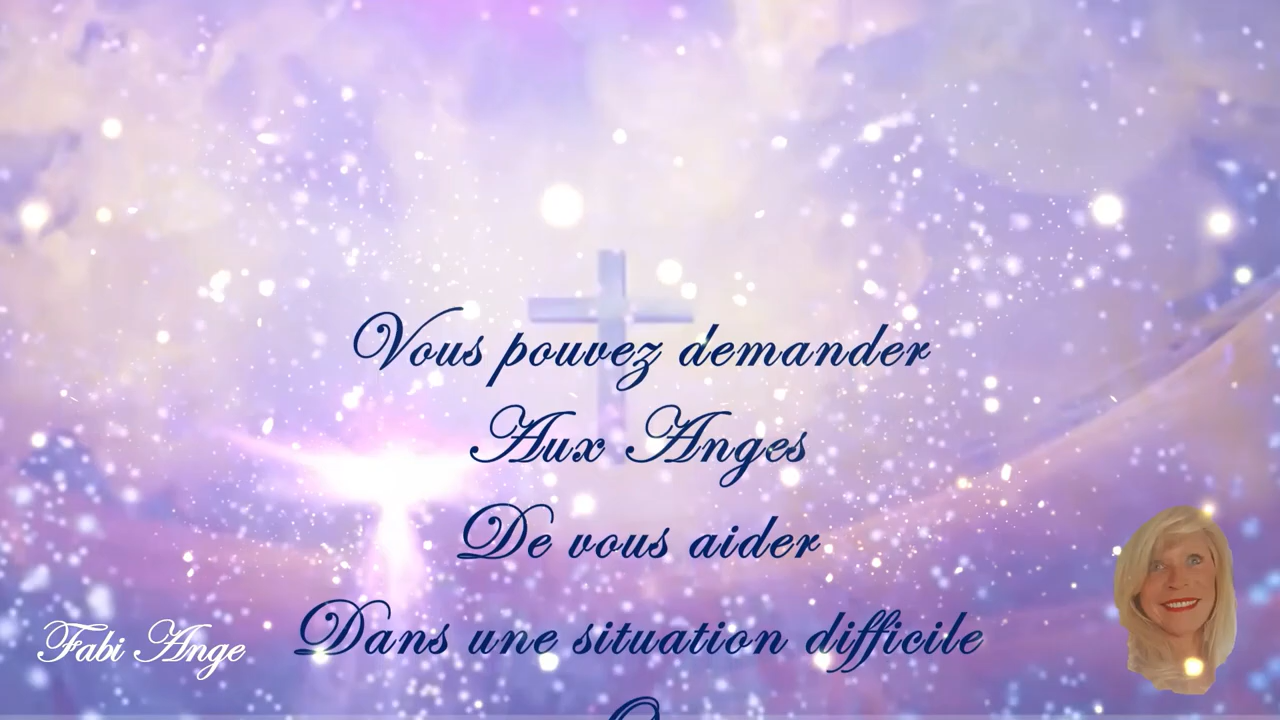 Vous pouvez demander
Aux Anges
De vous aider
Dans une situation difficile
Fabi Ange